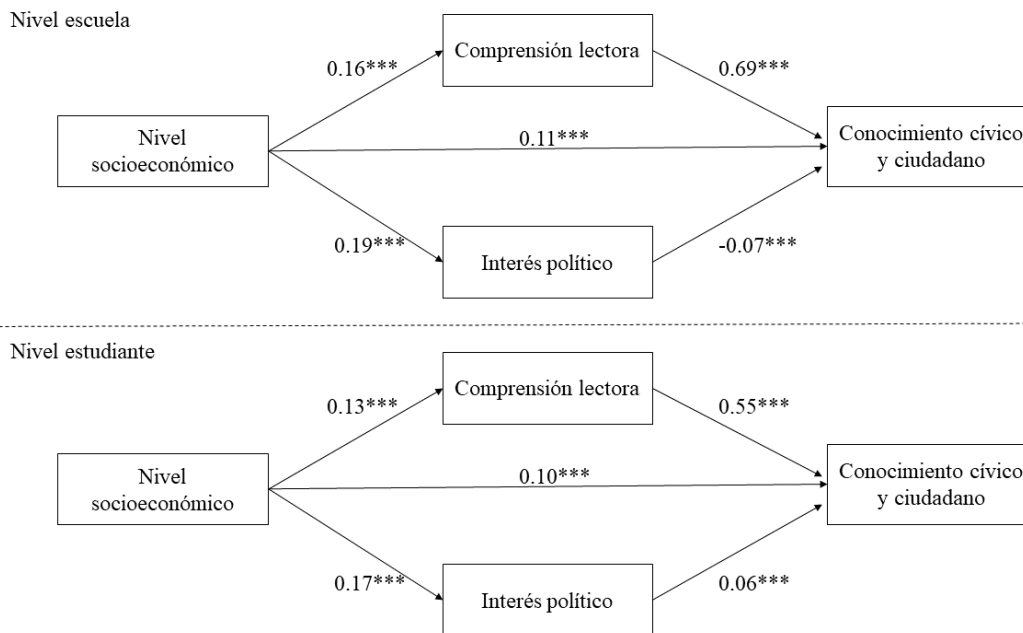 Nivel escuela
Comprensión lectora
0.16***
0.69***
Nivel
socioeconómico
0.11***
Conocimiento cívico
y ciudadano
0.19***
Interés político
-0.07***
Nivel estudiante
Comprensión lectora
0.13***
0.55***
Nivel
socioeconómico
0.10***
Conocimiento cívico
y ciudadano
0.17***
Interés político
0.06***